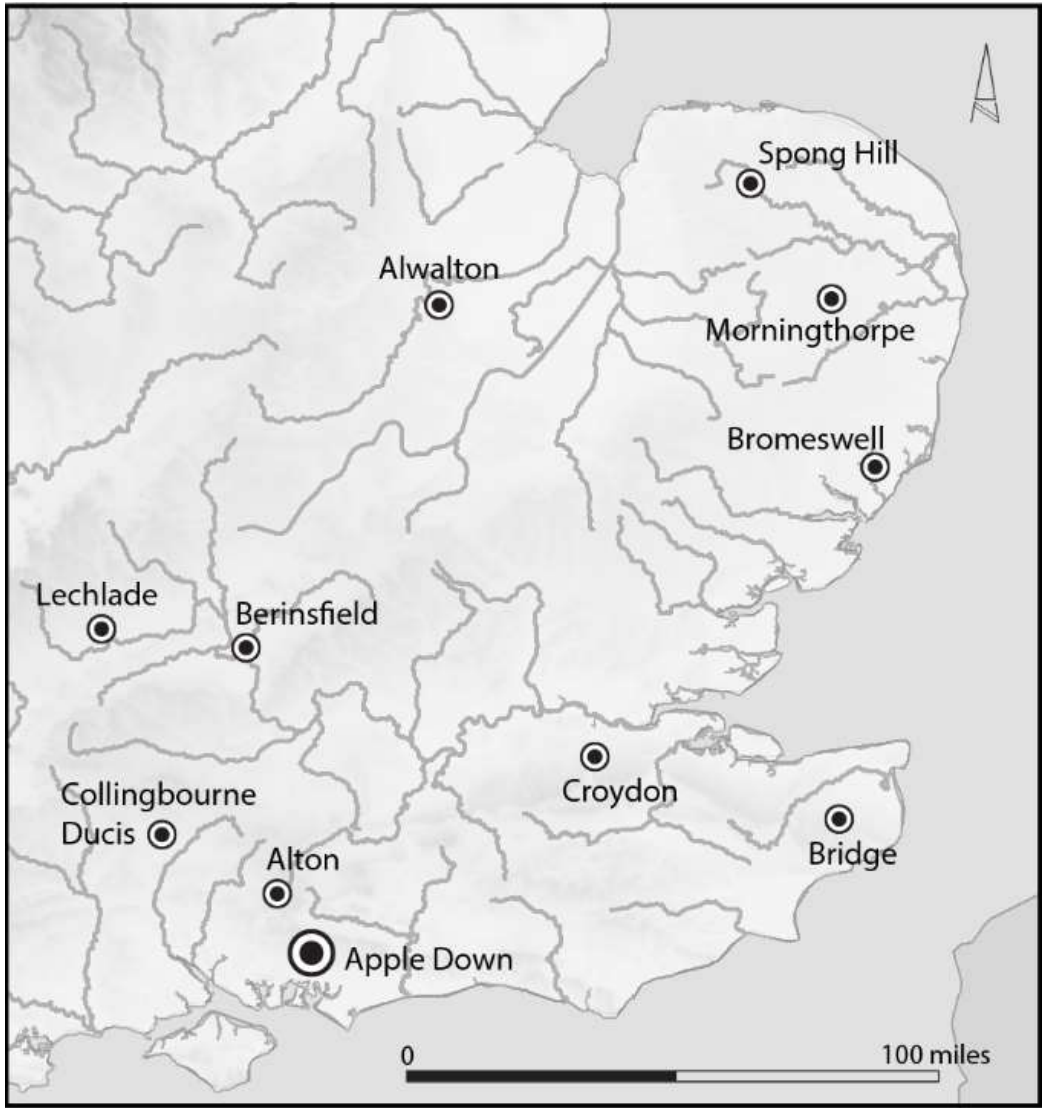 Spong Hill
Alwalton
Morningthorpe
Bromeswell
Lechlade
Berinsfield
Croydon
Collingbourne
Ducis
Bridge
Alton
Apple Down
0
100 miles